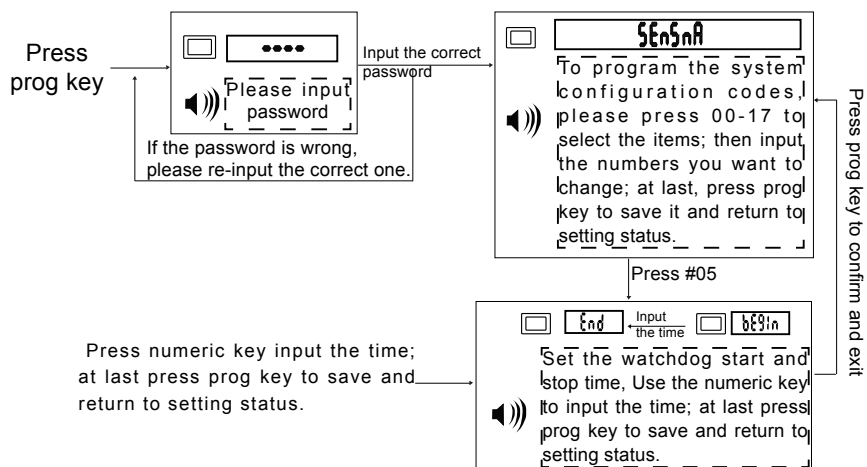 Press
prog key
Please input
password
Input the correct
password
If the password is wrong,
please re-input the correct one.
SEnSnA
To program the system
configuration codes,
please press 00-17 to
select the items; then input
the numbers you want to
change; at last, press prog
key to save it and return to
setting status.
Press prog key to confirm and exit
Press #05
End
Input
the time
bE9In
Press numeric key input the time;
at last press prog key to save and
return to setting status.
Set the watchdog start and
stop time, Use the numeric key
to input the time; at last press
prog key to save and return to
setting status.